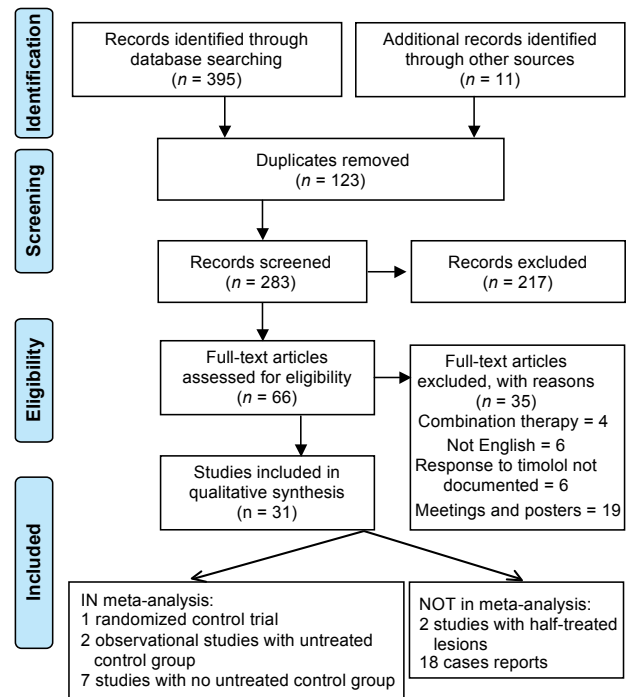 Identification
Records identified through
database searching
(n = 395)
Additional records identified
through other sources
(n = 11)
Screening
Duplicates removed
(n = 123)
Records screened
(n = 283)
Records excluded
(n = 217)
Eligibility
Full-text articles
assessed for eligibility
(n = 66)
Full-text articles
excluded, with reasons
(n = 35)
Combination therapy = 4
Not English = 6
Response to timolol not
documented = 6
Meetings and posters = 19
Included
Studies included in
qualitative synthesis
(n = 31)
IN meta-analysis:
1 randomized control trial
2 observational studies with untreated
control group
7 studies with no untreated control group
NOT in meta-analysis:
2 studies with half-treated
lesions
18 cases reports